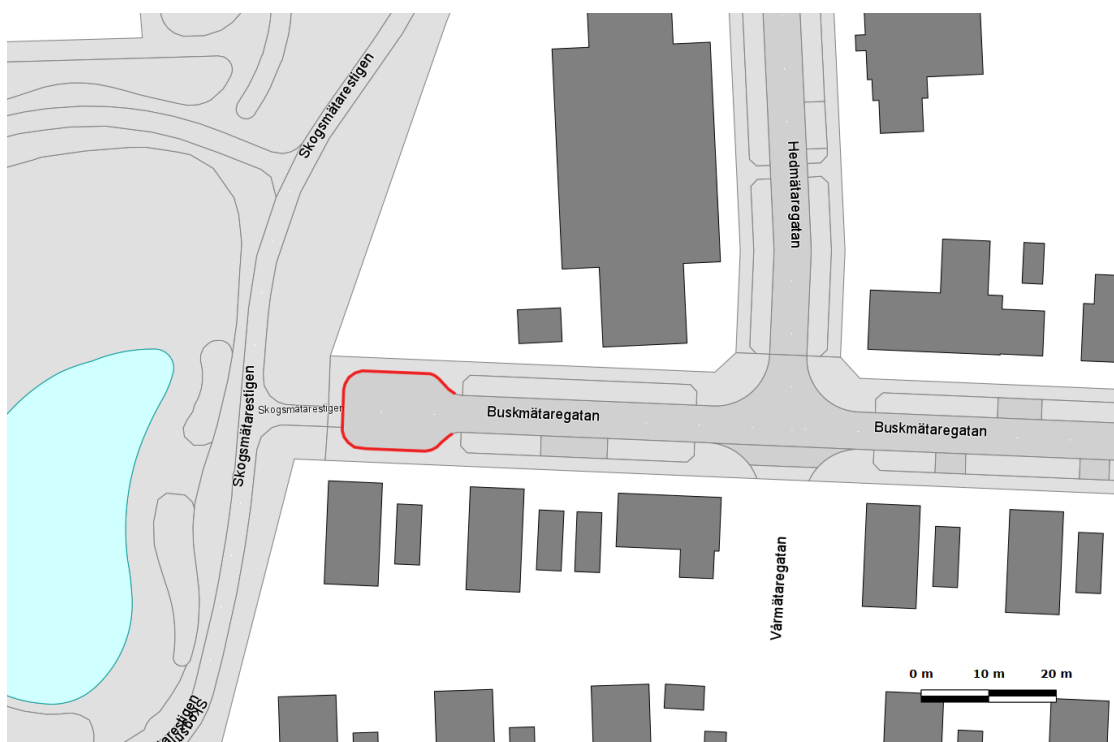 Skogsmätarestigen
Hedmätaregatan
Skogsmätarestigen
Skogsmätarestigen
Buskmätaregatan
Buskmätaregatan
Vårmätaregatan
0 m 10 m 20 m